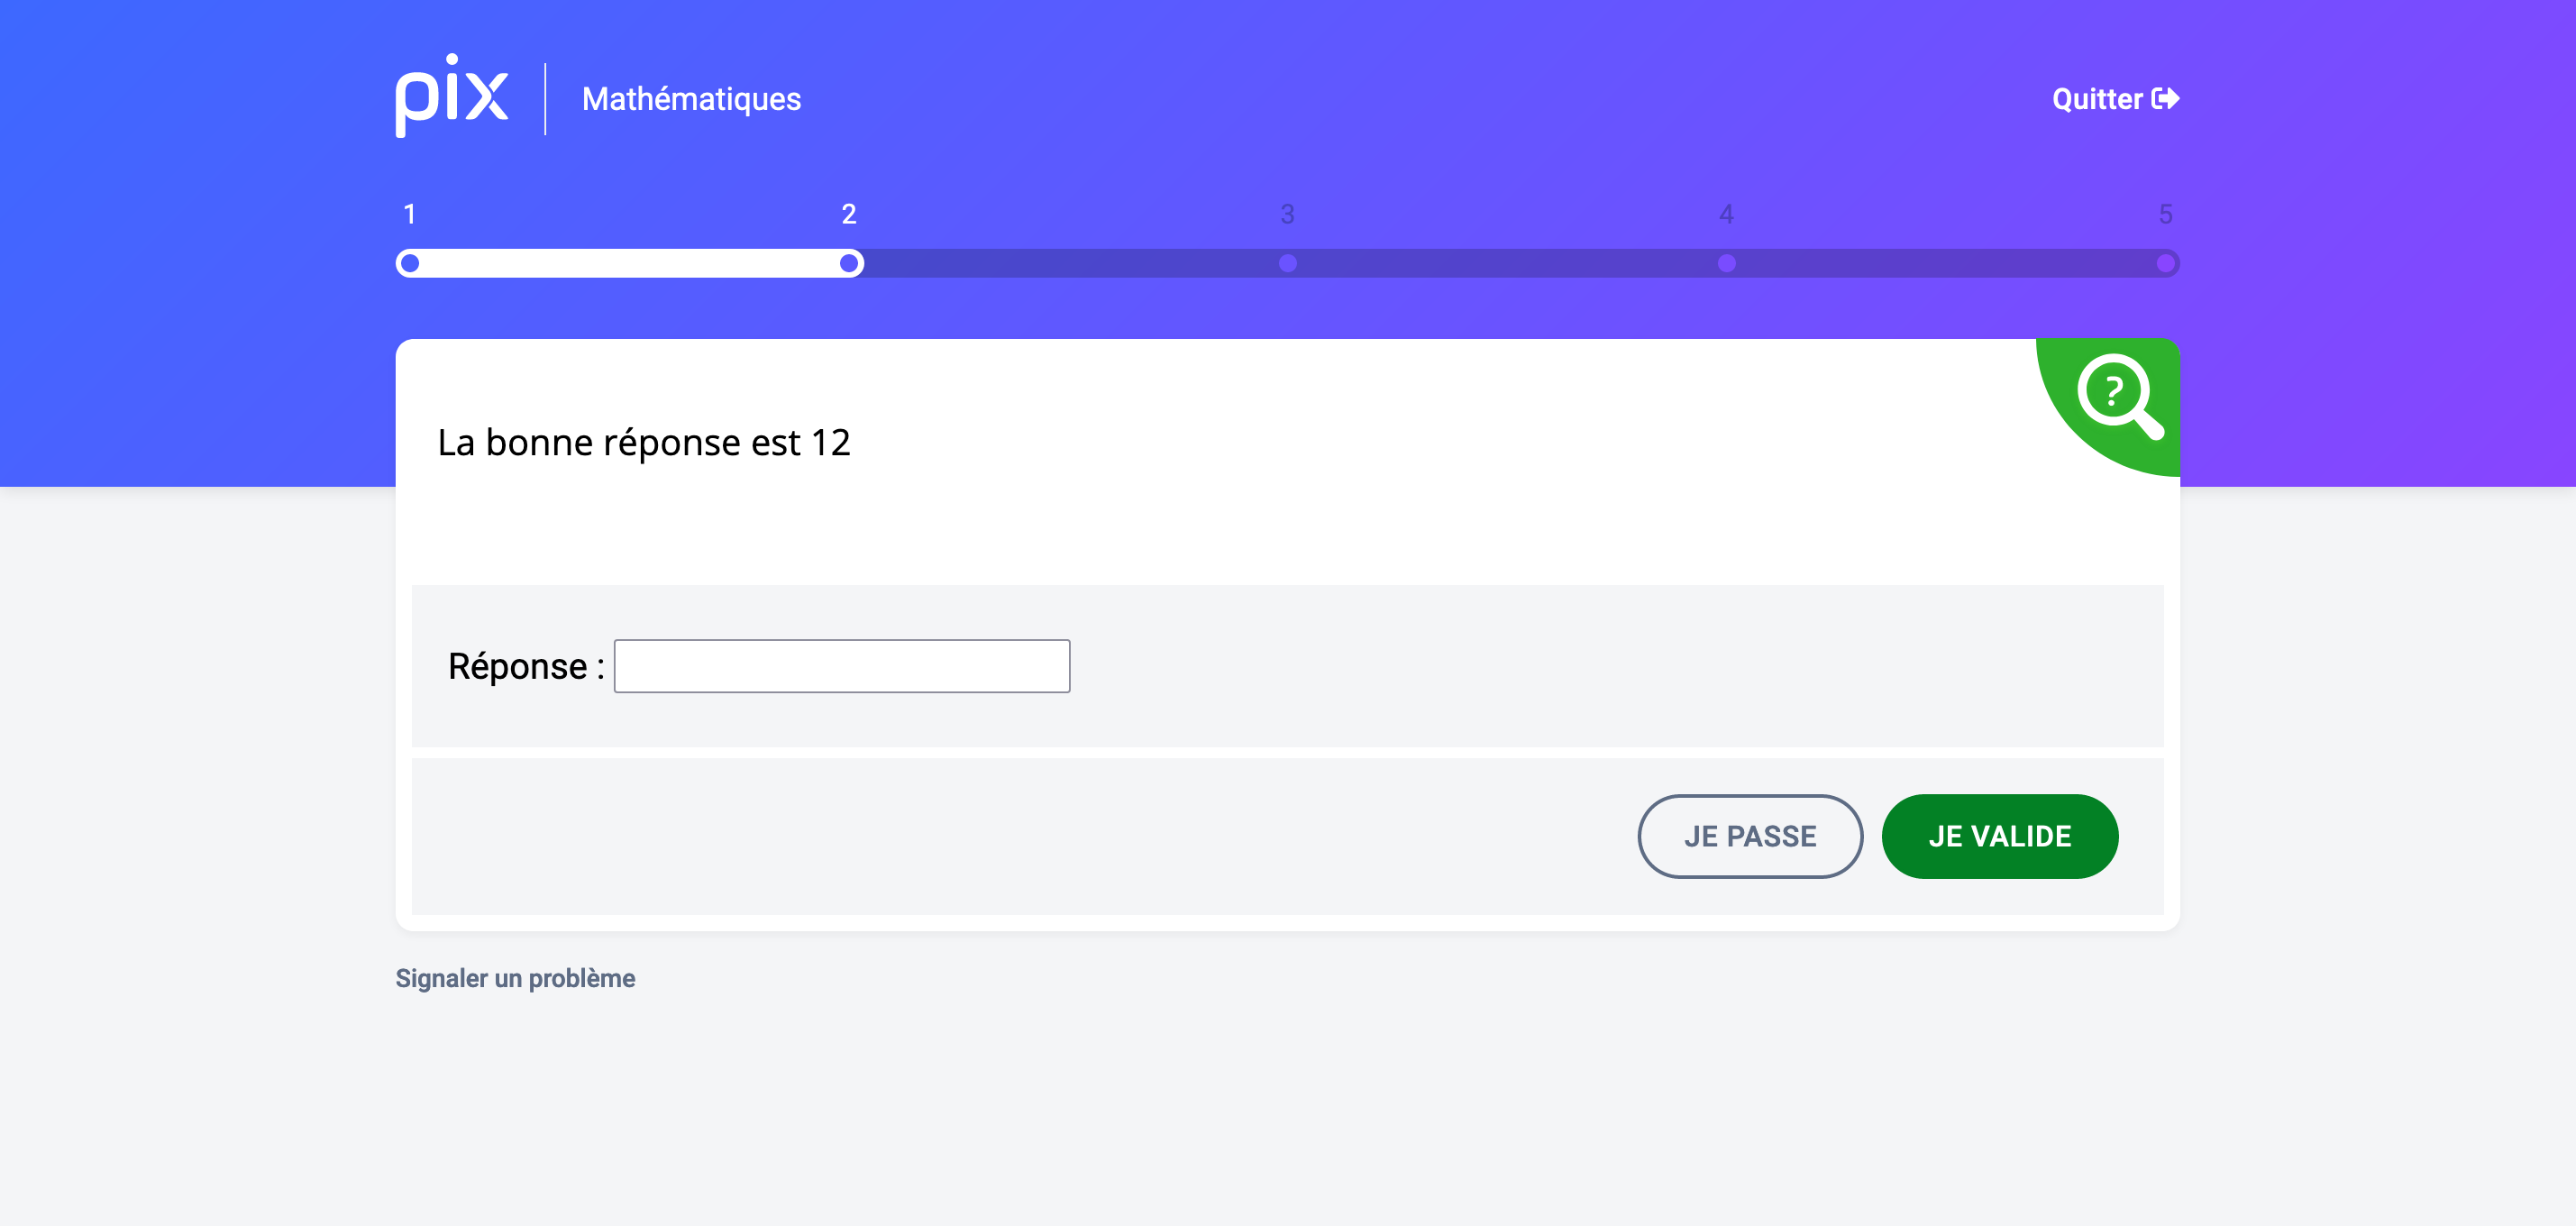 pix
Mathématiques
Quitter
1 2 3 4 5
La bonne réponse est 12
?
Réponse :
JE PASSE
JE VALIDE
Signaler un problème